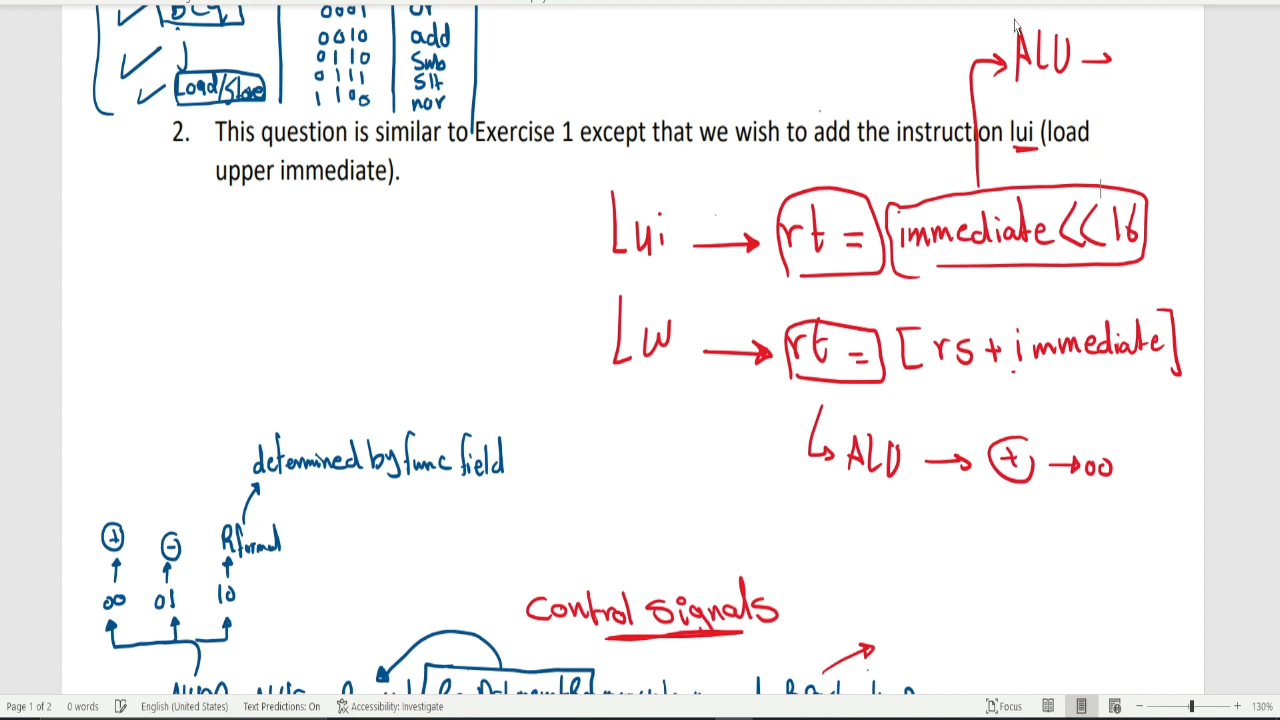 0001 or
0010 add
0110 Sub
Load/Store 0111 Slt
1100 nor
ALU
2. This question is similar to Exercise 1 except that we wish to add the instruction lui (load
upper immediate).
Lui → rt = immediate << 16
Lw → rt = [rs + immediate]
ALU → + → 00
determined by func field
+ - Rformat
00 01 10
Control Signals
Page 1 of 2 0 words English (United States) Text Predictions: On Accessibility: Investigate Focus 130%